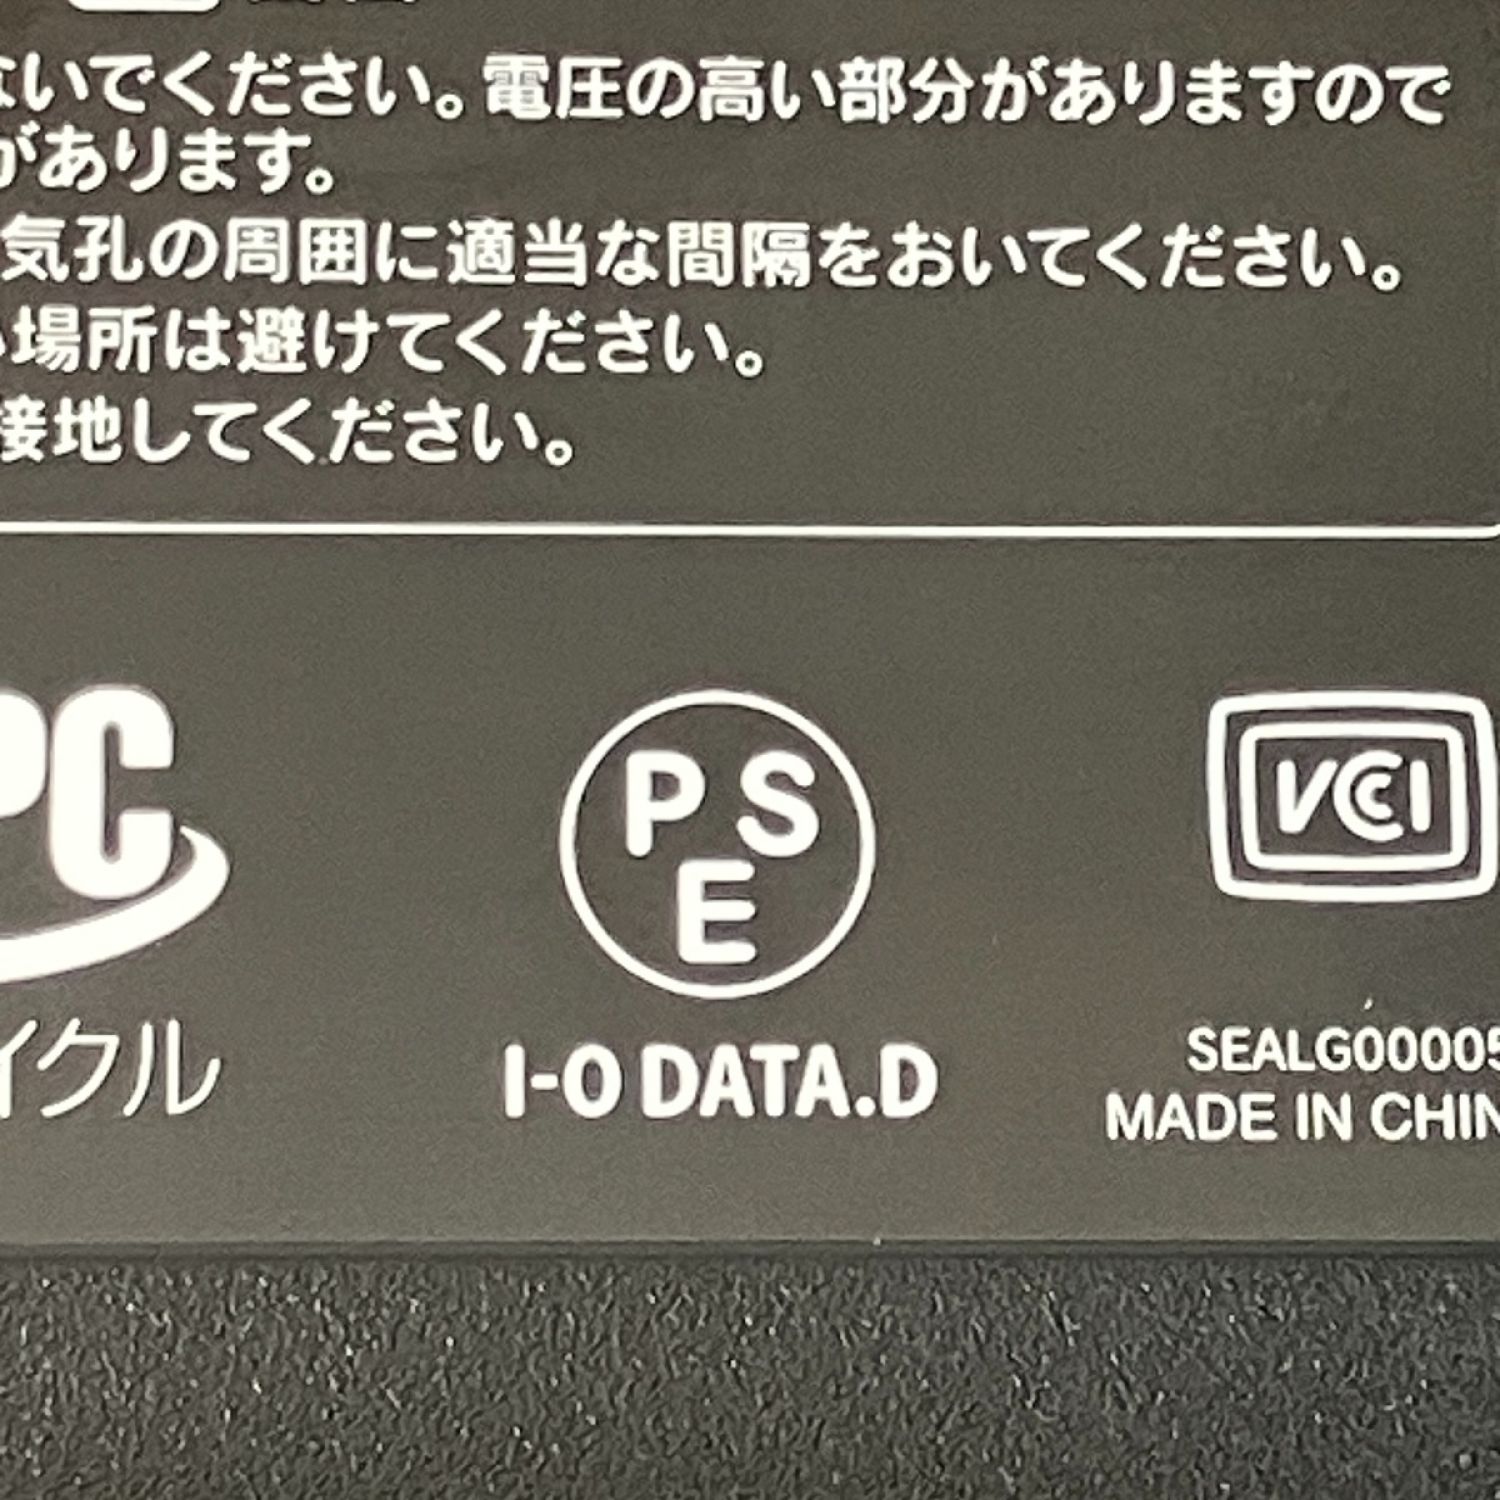 ないでください。電圧の高い部分がありますので
があります。
気孔の周囲に適当な間隔をおいてください。
い場所は避けてください。
接地してください。
PC
PSE
VCCI
イクル
I-O DATA.D
SEALG00005
MADE IN CHIN